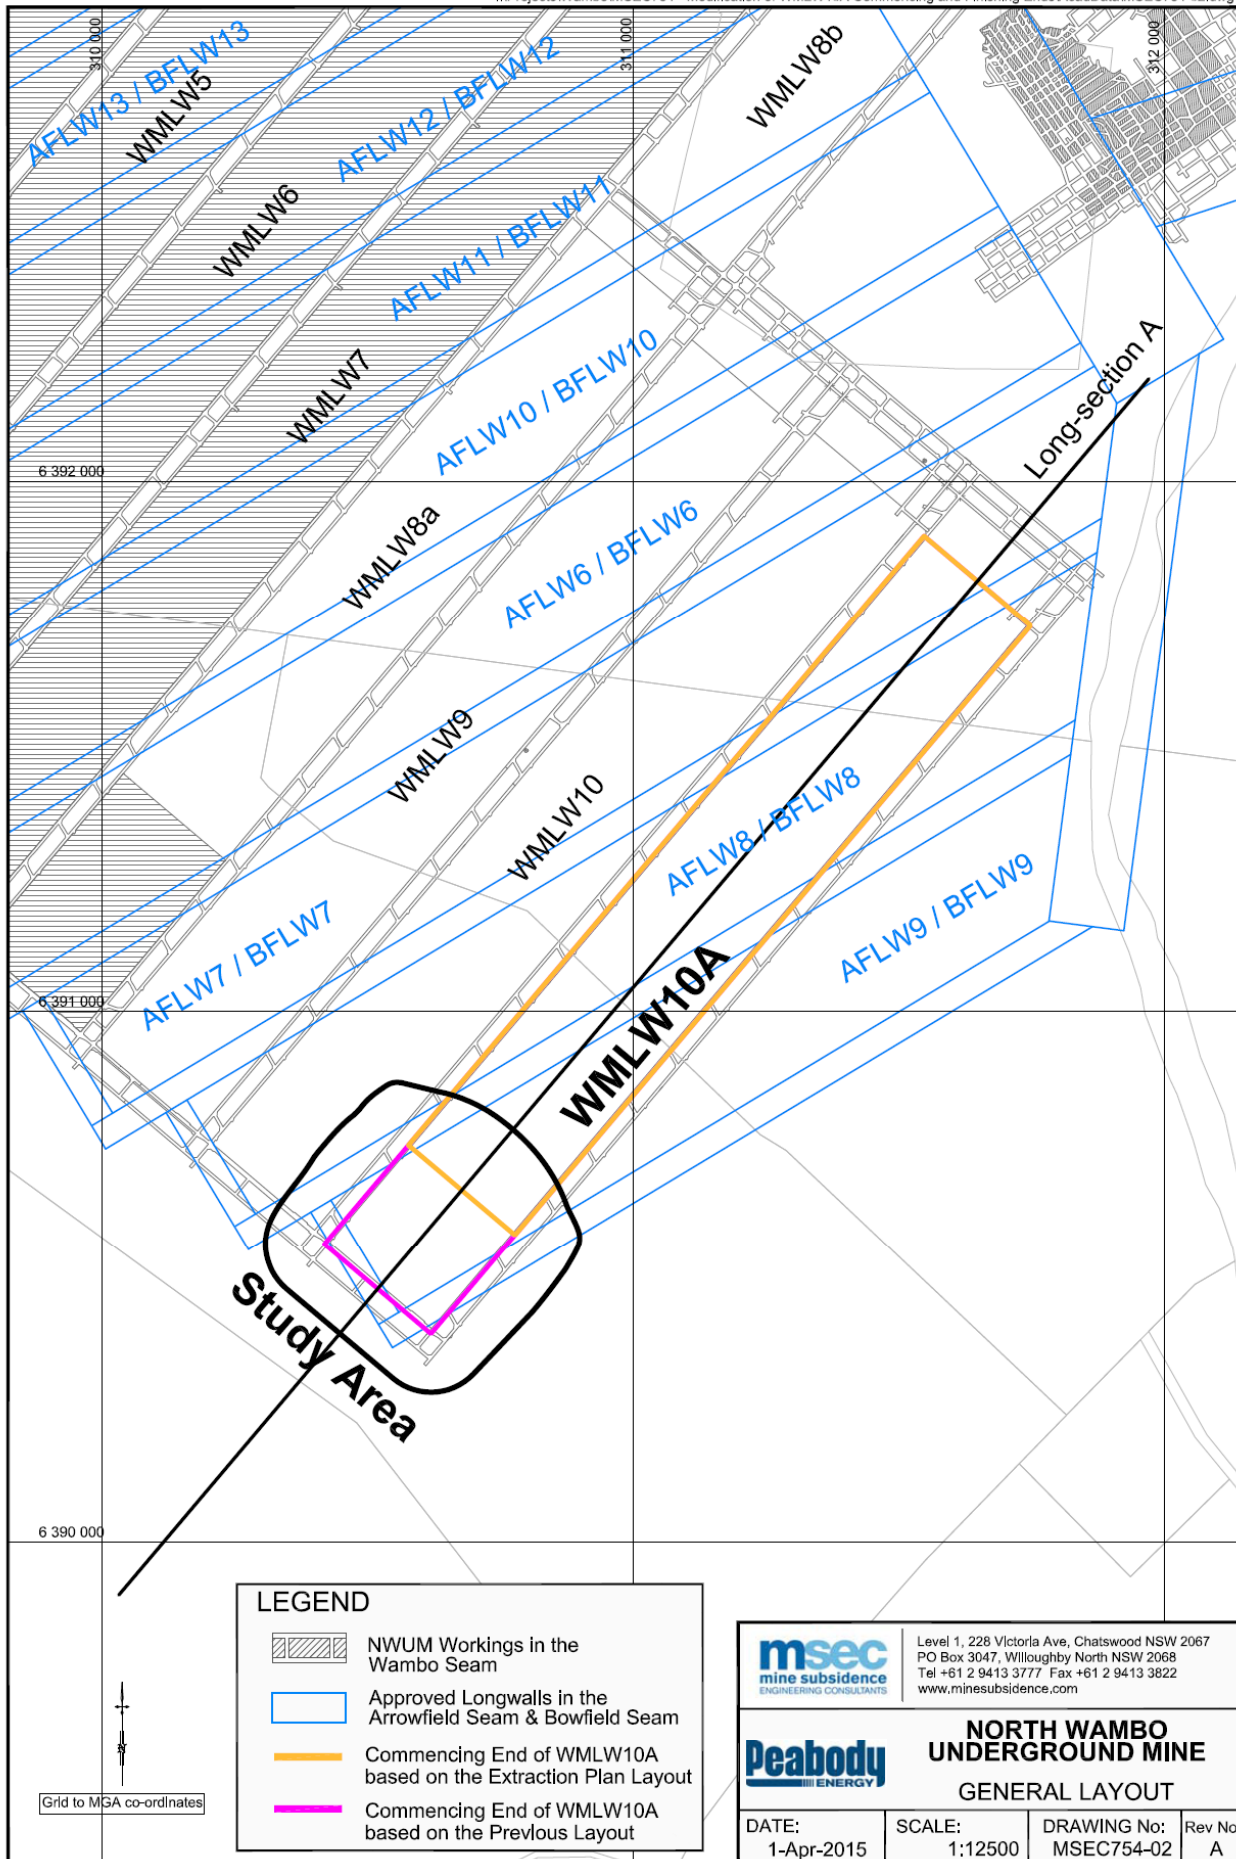 310 000
311 000
312 000
AFLW13 / BFLW13
WMLW5
AFLW12 / BFLW12
WMLW8b
WMLW6
AFLW11 / BFLW11
WMLW7
AFLW10 / BFLW10
Long-section A
6 392 000
WMLW8a
AFLW6 / BFLW6
WMLW9
WMLW10
AFLW8 / BFLW8
AFLW7 / BFLW7
AFLW9 / BFLW9
6 391 000
WMLW10A
Study Area
6 390 000
LEGEND
NWUM Workings in the
Wambo Seam
Approved Longwalls in the
Arrowfield Seam & Bowfield Seam
Commencing End of WMLW10A
based on the Extraction Plan Layout
Commencing End of WMLW10A
based on the Previous Layout
N
Grid to MGA co-ordinates
msec
mine subsidence
ENGINEERING CONSULTANTS
Level 1, 228 Victoria Ave, Chatswood NSW 2067
PO Box 3047, Willoughby North NSW 2068
Tel +61 2 9413 3777 Fax +61 2 9413 3822
www.minesubsidence.com
Peabody
ENERGY
NORTH WAMBO
UNDERGROUND MINE
GENERAL LAYOUT
DATE:
1-Apr-2015
SCALE:
1:12500
DRAWING No:
MSEC754-02
Rev No
A